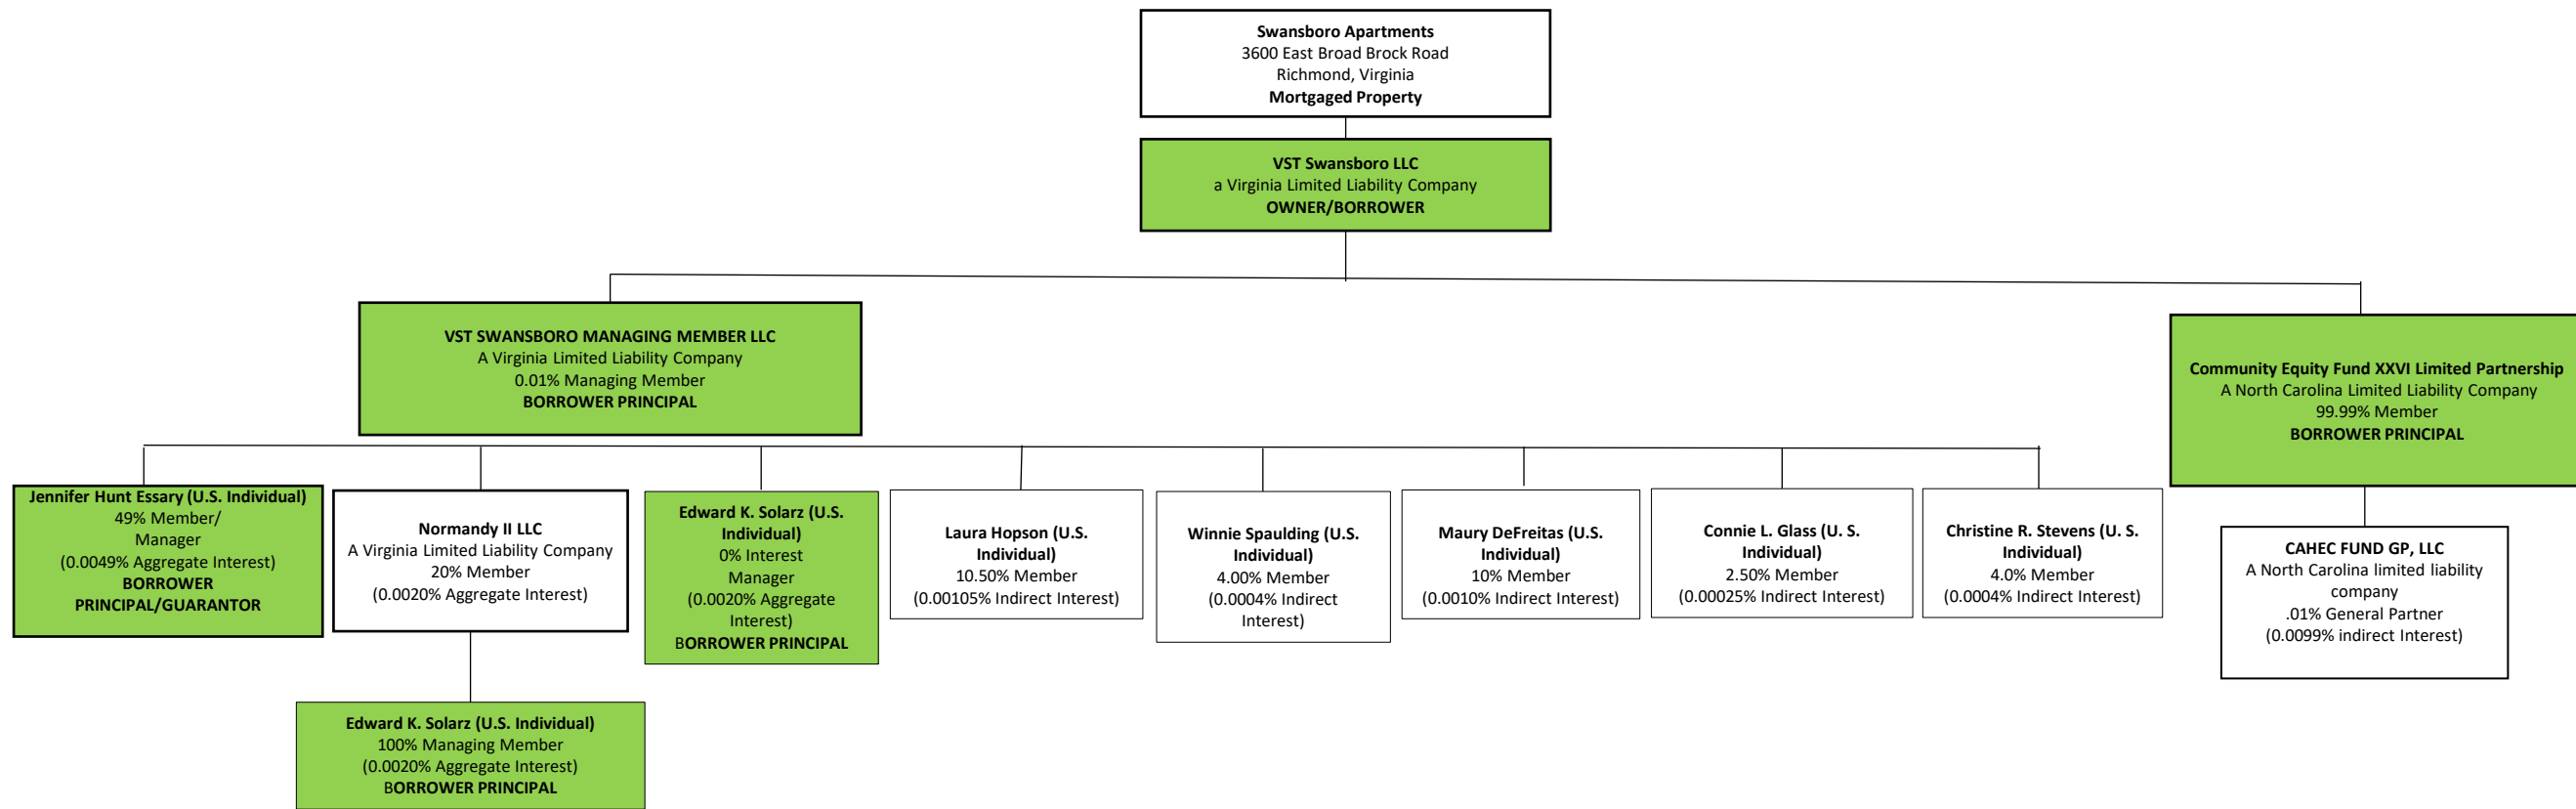 Swansboro Apartments
3600 East Broad Brock Road
Richmond, Virginia
Mortgaged Property
VST Swansboro LLC
a Virginia Limited Liability Company
OWNER/BORROWER
VST SWANSBORO MANAGING MEMBER LLC
A Virginia Limited Liability Company
0.01% Managing Member
BORROWER PRINCIPAL
Community Equity Fund XXVI Limited Partnership
A North Carolina Limited Liability Company
99.99% Member
BORROWER PRINCIPAL
Jennifer Hunt Essary (U.S. Individual)
49% Member/
Manager
(0.0049% Aggregate Interest)
BORROWER
PRINCIPAL/GUARANTOR
Normandy II LLC
A Virginia Limited Liability Company
20% Member
(0.0020% Aggregate Interest)
Edward K. Solarz (U.S.
Individual)
0% Interest
Manager
(0.0020% Aggregate
Interest)
BORROWER PRINCIPAL
Laura Hopson (U.S.
Individual)
10.50% Member
(0.00105% Indirect Interest)
Winnie Spaulding (U.S.
Individual)
4.00% Member
(0.0004% Indirect
Interest)
Maury DeFreitas (U.S.
Individual)
10% Member
(0.0010% Indirect Interest)
Connie L. Glass (U. S.
Individual)
2.50% Member
(0.00025% Indirect Interest)
Christine R. Stevens (U. S.
Individual)
4.0% Member
(0.0004% Indirect Interest)
CAHEC FUND GP, LLC
A North Carolina limited liability
company
.01% General Partner
(0.0099% indirect Interest)
Edward K. Solarz (U.S. Individual)
100% Managing Member
(0.0020% Aggregate Interest)
BORROWER PRINCIPAL